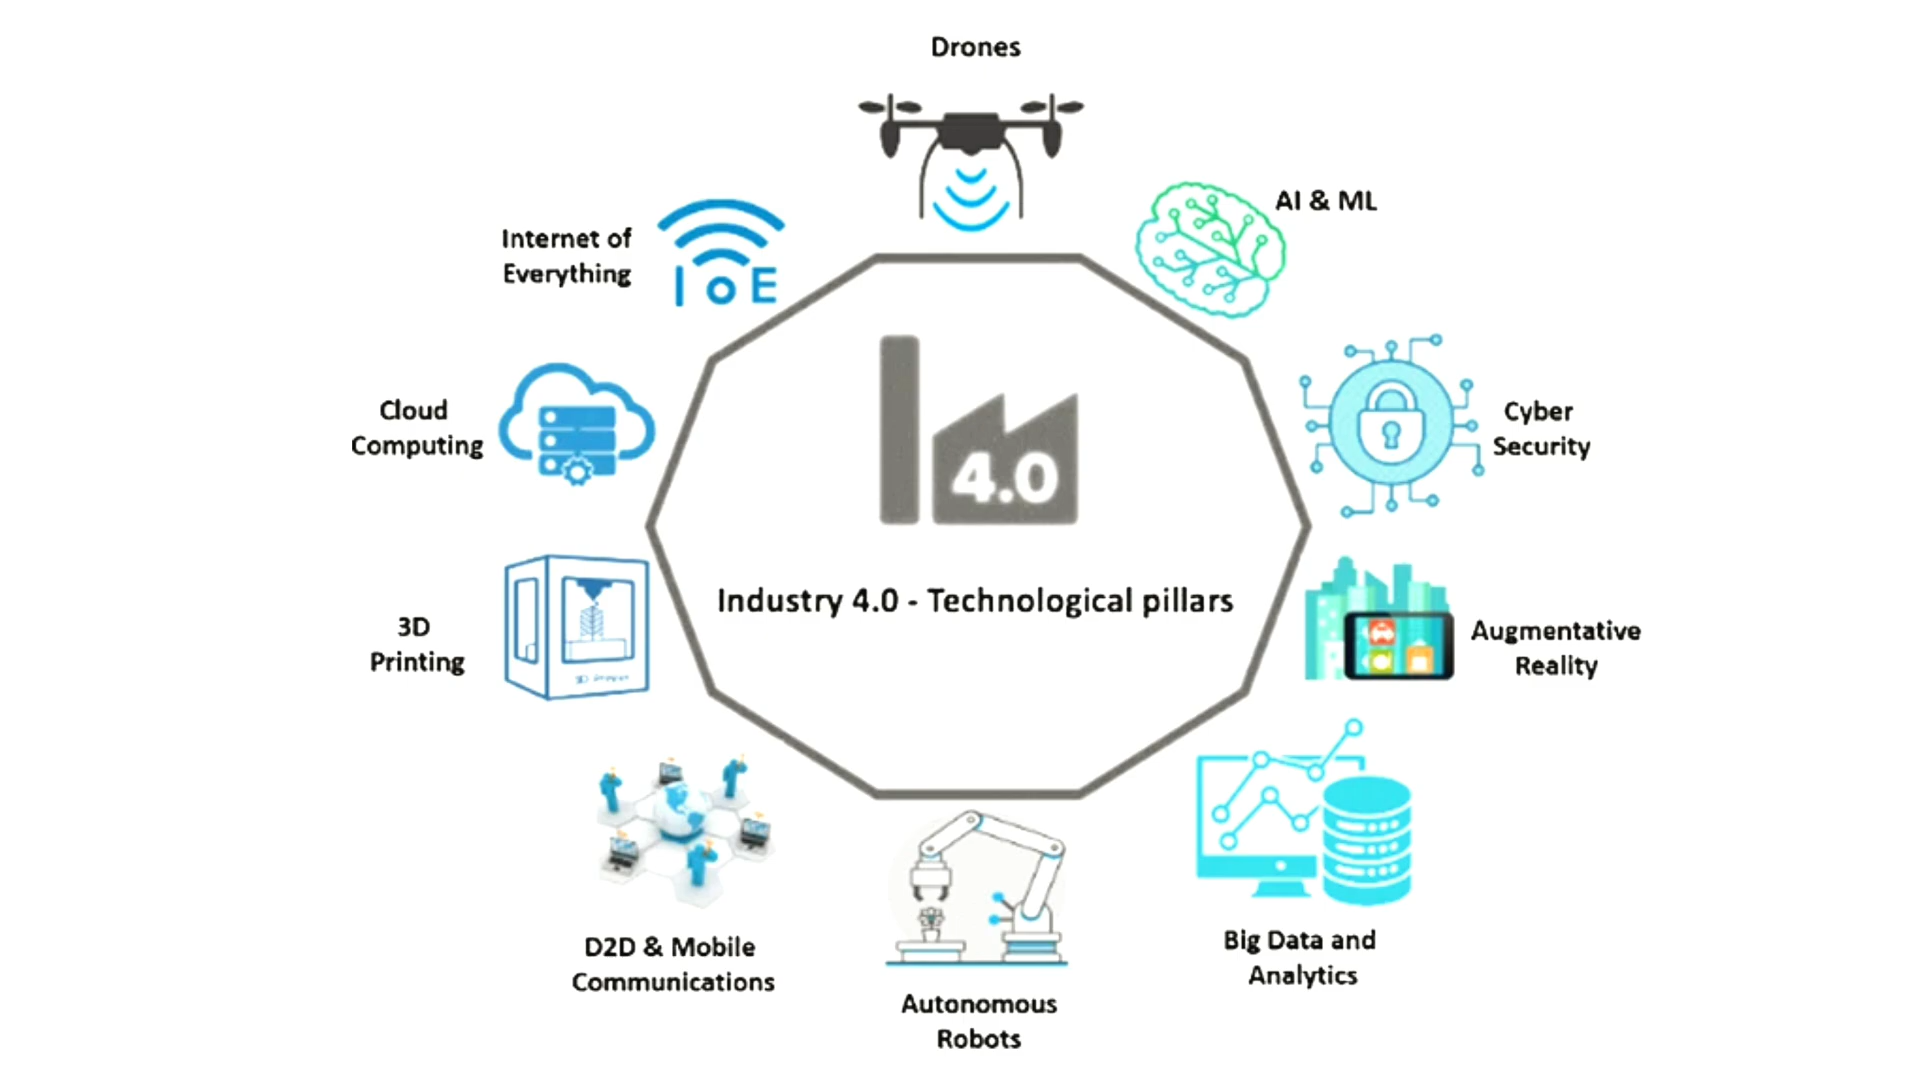 Drones
AI & ML
Internet of
Everything
IoE
Cloud
Computing
Cyber
Security
4.0
Industry 4.0 - Technological pillars
3D
Printing
Augmentative
Reality
D2D & Mobile
Communications
Big Data and
Analytics
Autonomous
Robots